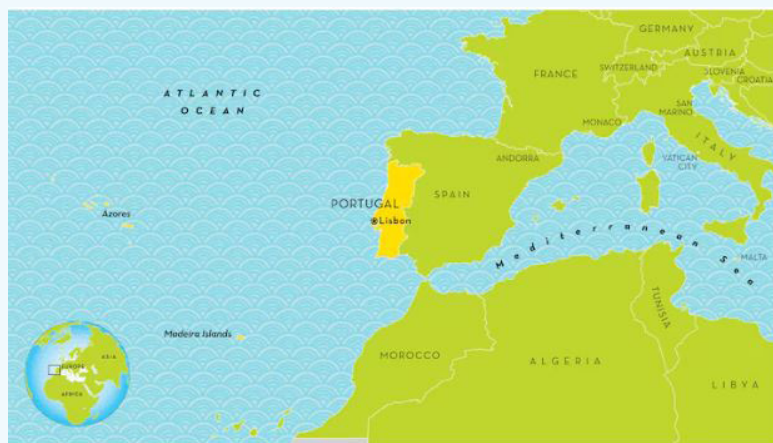 GERMANY
AUSTRIA
SWITZERLAND
SLOVENIA
CROATIA
FRANCE
ATLANTIC
OCEAN
SAN
MARINO
MONACO
ITALY
ANDORRA
VATICAN
CITY
SPAIN
PORTUGAL
Lisbon
Azores
Mediterranean Sea
MALTA
TUNISIA
Madeira Islands
MOROCCO
ALGERIA
LIBYA
ASIA
EUROPE
AFRICA